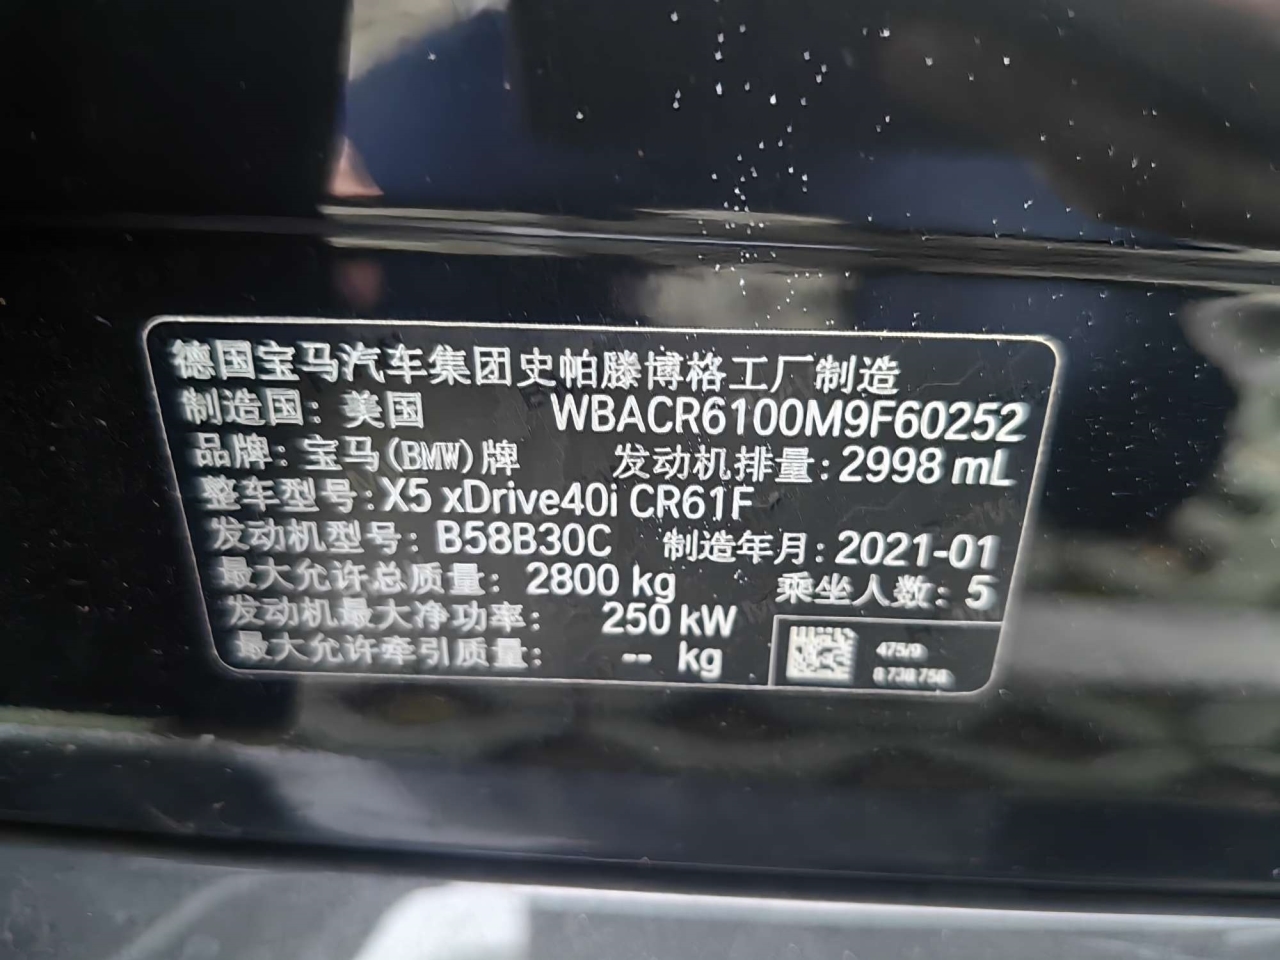 德国宝马汽车集团史帕滕博格工厂制造
制造国: 美国 WBACR6100M9F60252
品牌: 宝马(BMW)牌 发动机排量: 2998 mL
整车型号: X5 xDrive40i CR61F
发动机型号: B58B30C 制造年月: 2021-01
最大允许总质量: 2800 kg 乘坐人数: 5
发动机最大净功率: 250 kW
最大允许牵引质量: -- kg
475/9